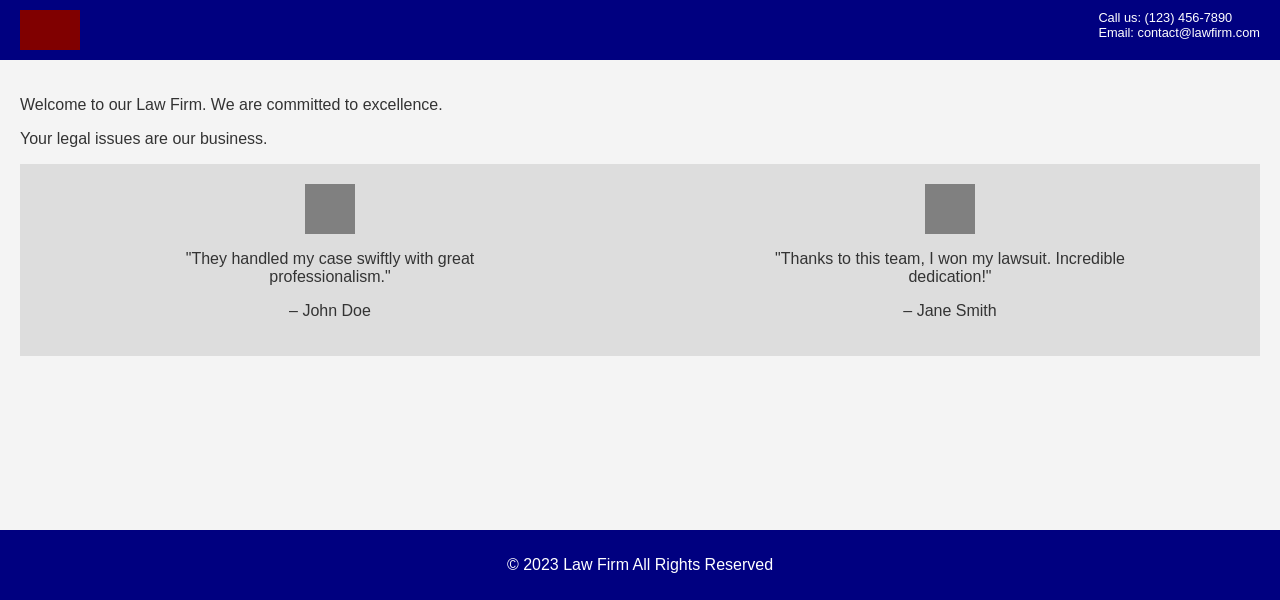 Call us: (123) 456-7890
Email: contact@lawfirm.com
Welcome to our Law Firm. We are committed to excellence.
Your legal issues are our business.
"They handled my case swiftly with great
professionalism."
– John Doe
"Thanks to this team, I won my lawsuit. Incredible
dedication!"
– Jane Smith
© 2023 Law Firm All Rights Reserved